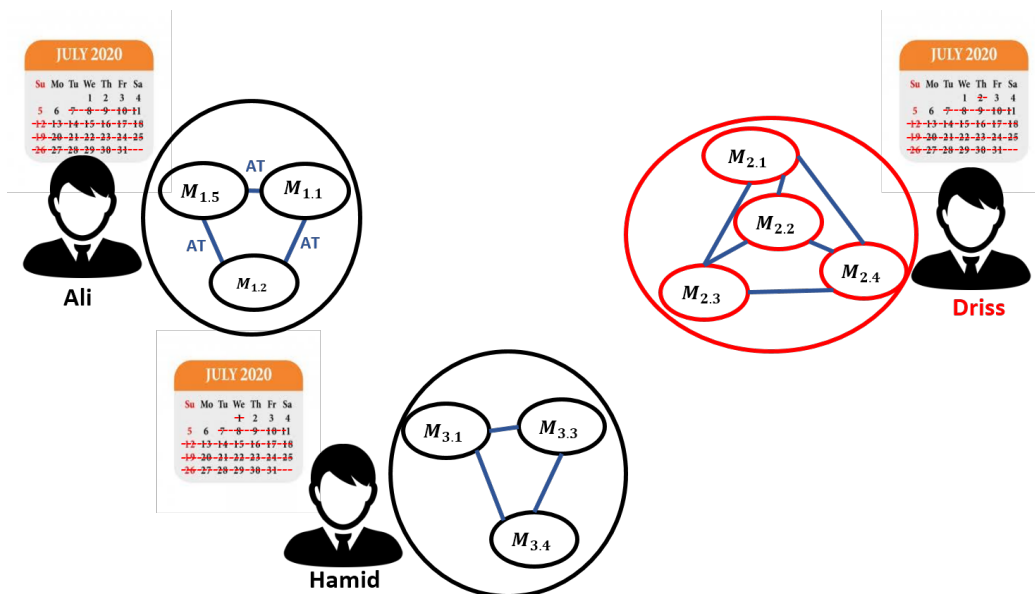 JULY 2020
Su Mo Tu We Th Fr Sa
1 2 3 4
5 6 7 8 9 10 11
12 13 14 15 16 17 18
19 20 21 22 23 24 25
26 27 28 29 30 31
Ali
AT
M1.5
M1.1
AT
AT
M1.2
JULY 2020
Su Mo Tu We Th Fr Sa
1 2 3 4
5 6 7 8 9 10 11
12 13 14 15 16 17 18
19 20 21 22 23 24 25
26 27 28 29 30 31
Driss
M2.1
M2.2
M2.3
M2.4
JULY 2020
Su Mo Tu We Th Fr Sa
1 2 3 4
5 6 7 8 9 10 11
12 13 14 15 16 17 18
19 20 21 22 23 24 25
26 27 28 29 30 31
Hamid
M3.1
M3.3
M3.4